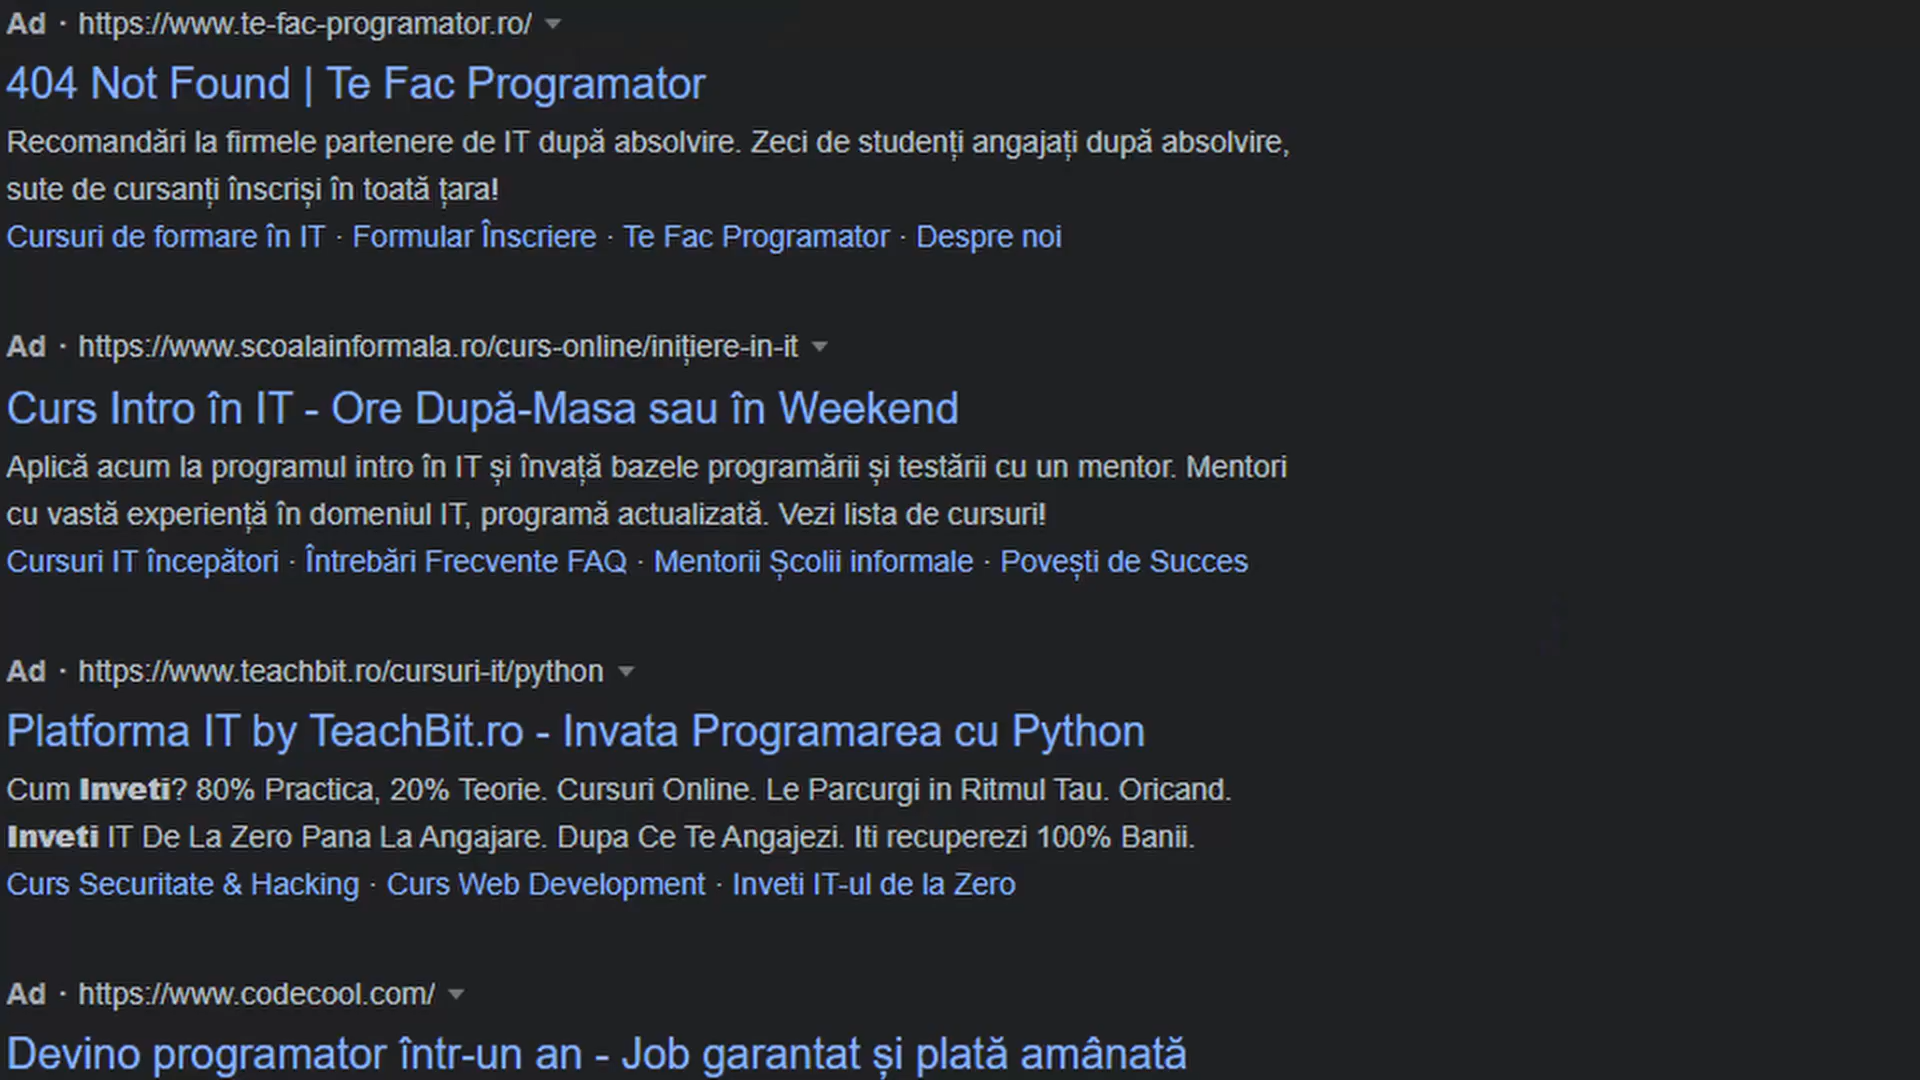 Ad · https://www.te-fac-programator.ro/
404 Not Found | Te Fac Programator
Recomandări la firmele partenere de IT după absolvire. Zeci de studenți angajați după absolvire,
sute de cursanți înscriși în toată țara!
Cursuri de formare în IT · Formular Înscriere · Te Fac Programator · Despre noi
Ad · https://www.scoalainformala.ro/curs-online/inițiere-in-it
Curs Intro în IT - Ore După-Masa sau în Weekend
Aplică acum la programul intro în IT și învață bazele programării și testării cu un mentor. Mentori
cu vastă experiență în domeniul IT, programă actualizată. Vezi lista de cursuri!
Cursuri IT începători · Întrebări Frecvente FAQ · Mentorii Școlii informale · Povești de Succes
Ad · https://www.teachbit.ro/cursuri-it/python
Platforma IT by TeachBit.ro - Invata Programarea cu Python
Cum Inveti? 80% Practica, 20% Teorie. Cursuri Online. Le Parcurgi in Ritmul Tau. Oricand.
Inveti IT De La Zero Pana La Angajare. Dupa Ce Te Angajezi. Iti recuperezi 100% Banii.
Curs Securitate & Hacking · Curs Web Development · Inveti IT-ul de la Zero
Ad · https://www.codecool.com/
Devino programator într-un an - Job garantat și plată amânată